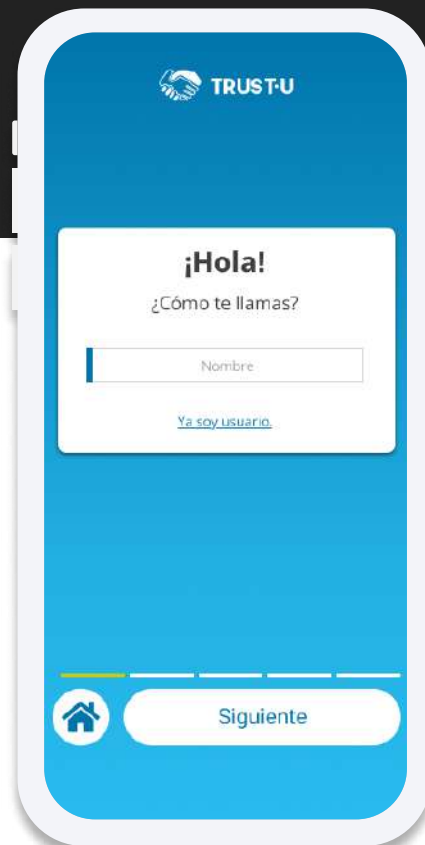 TRUST·U
¡Hola!
¿Cómo te llamas?
Nombre
Ya soy usuario.
Siguiente